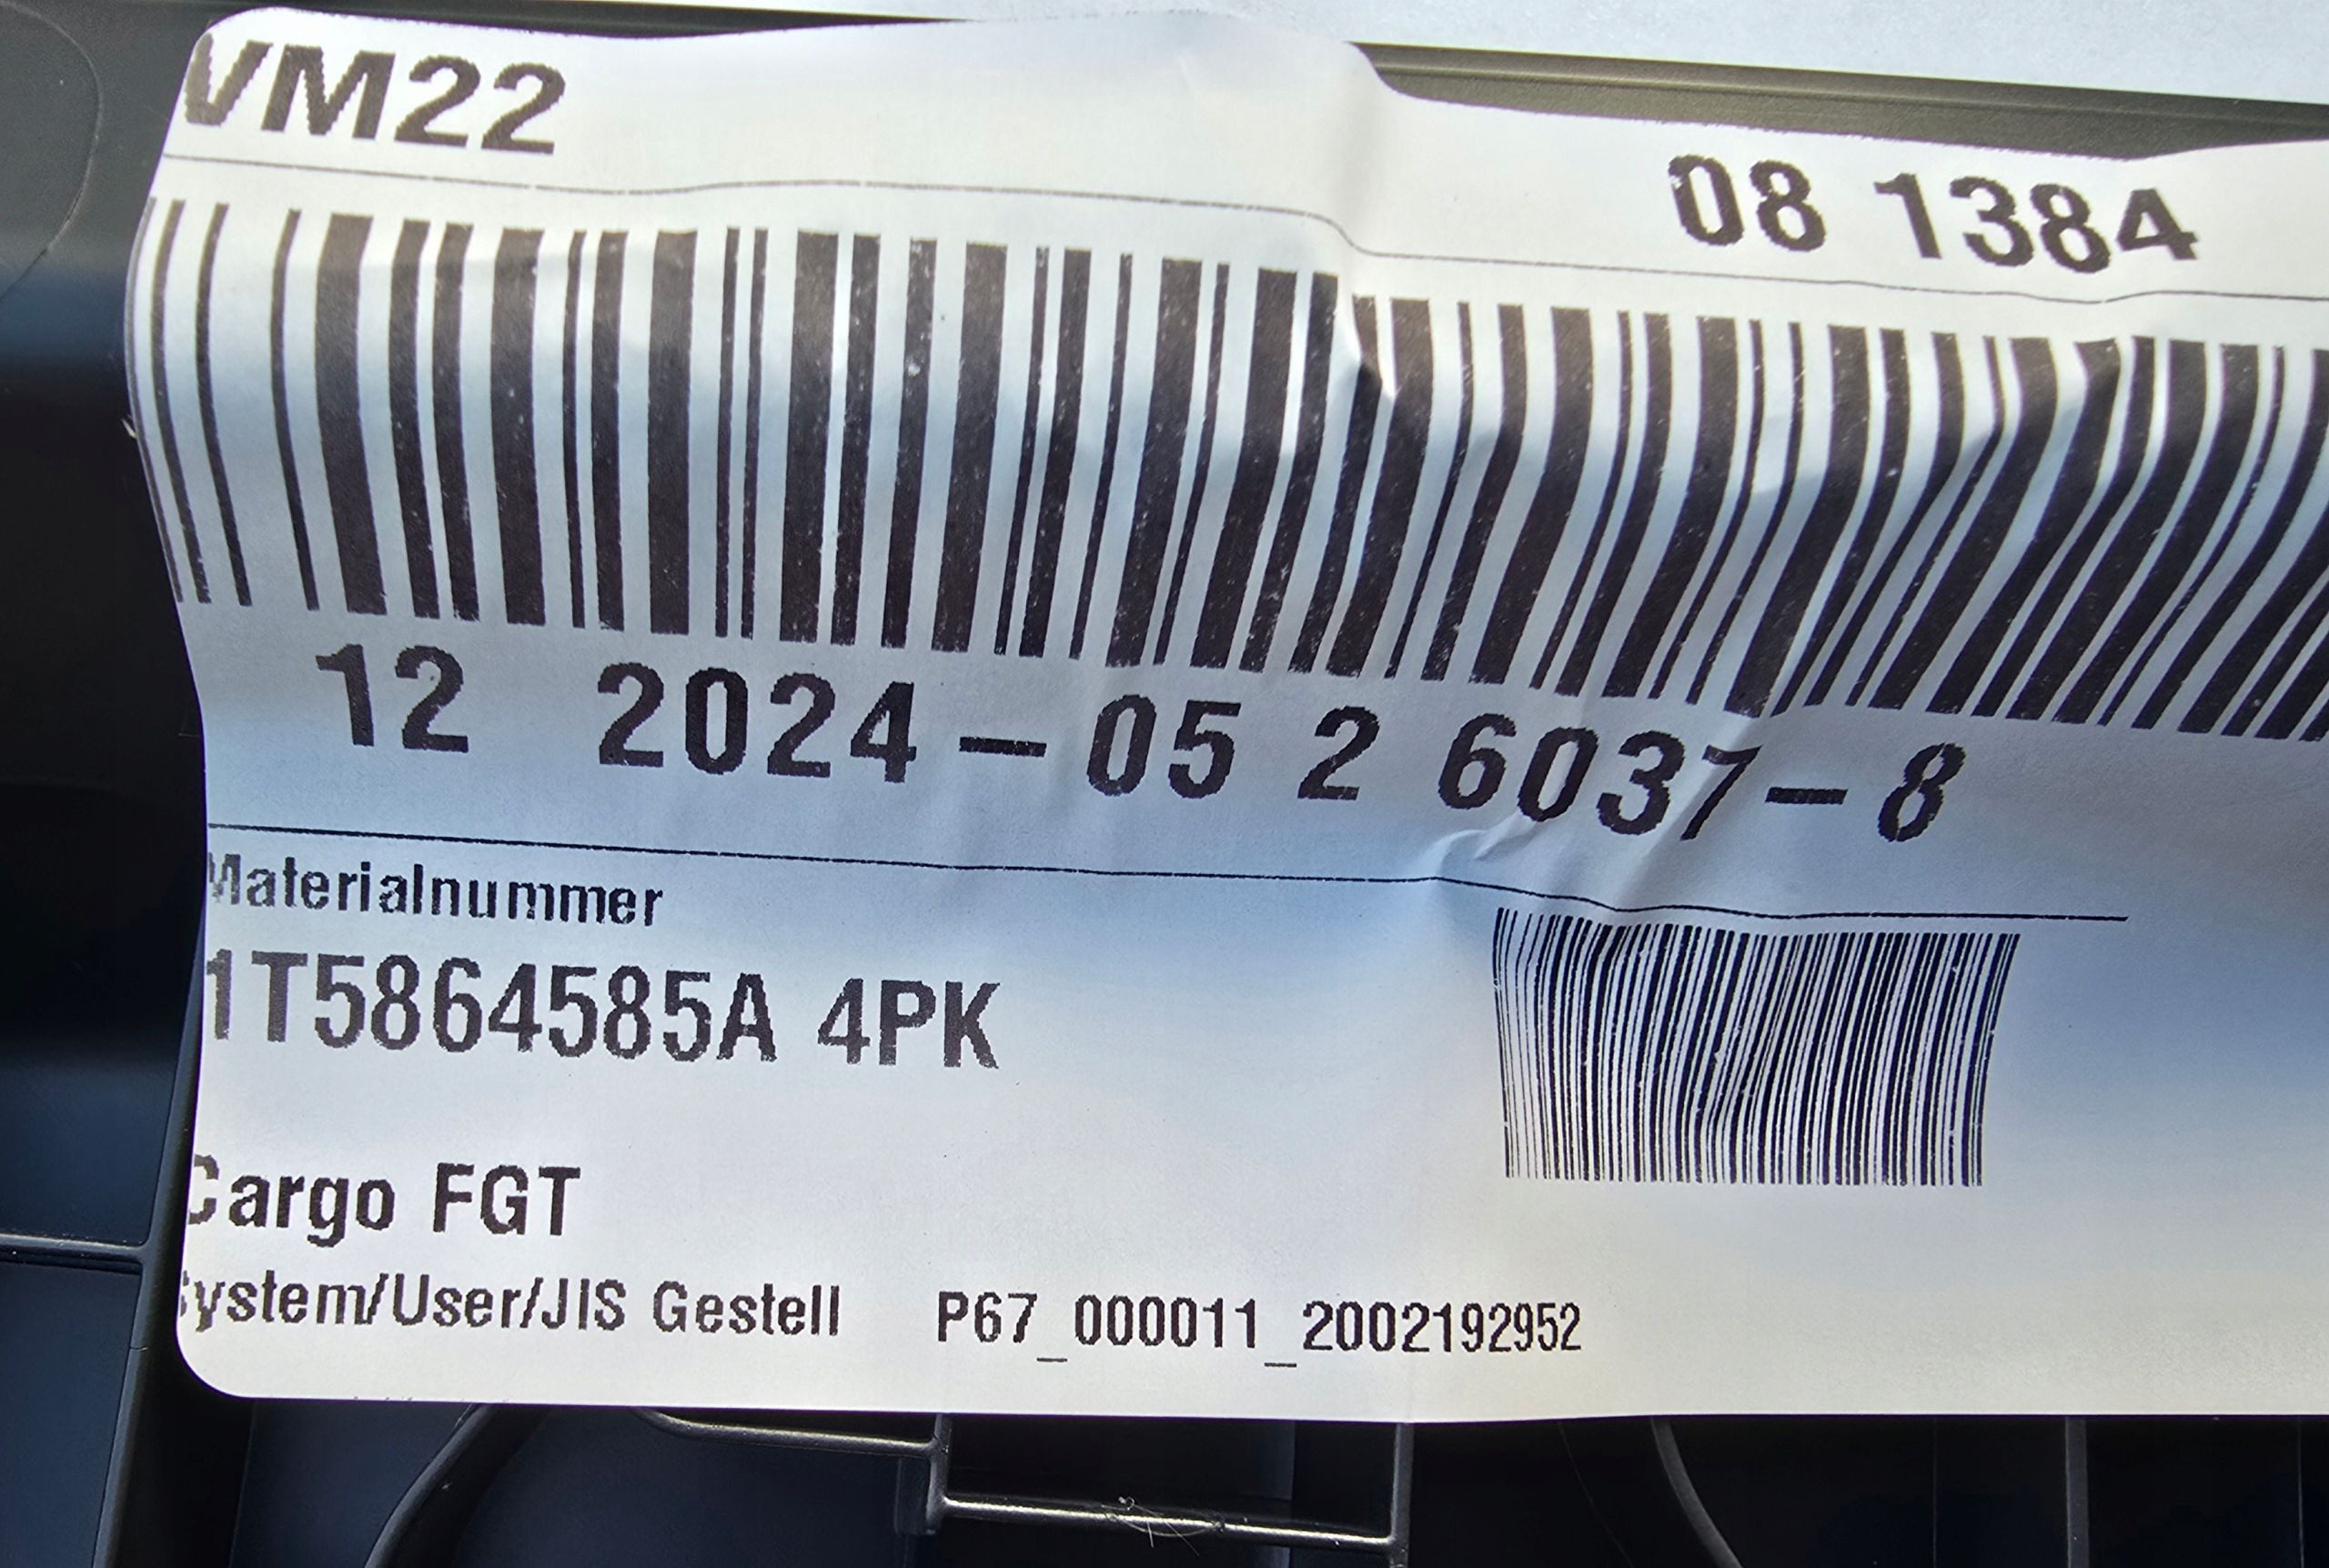 VM22
08 1384
12 2024-05 2 6037-8
Materialnummer
1T5864585A 4PK
Cargo FGT
System/User/JIS Gestell P67_000011_2002192952